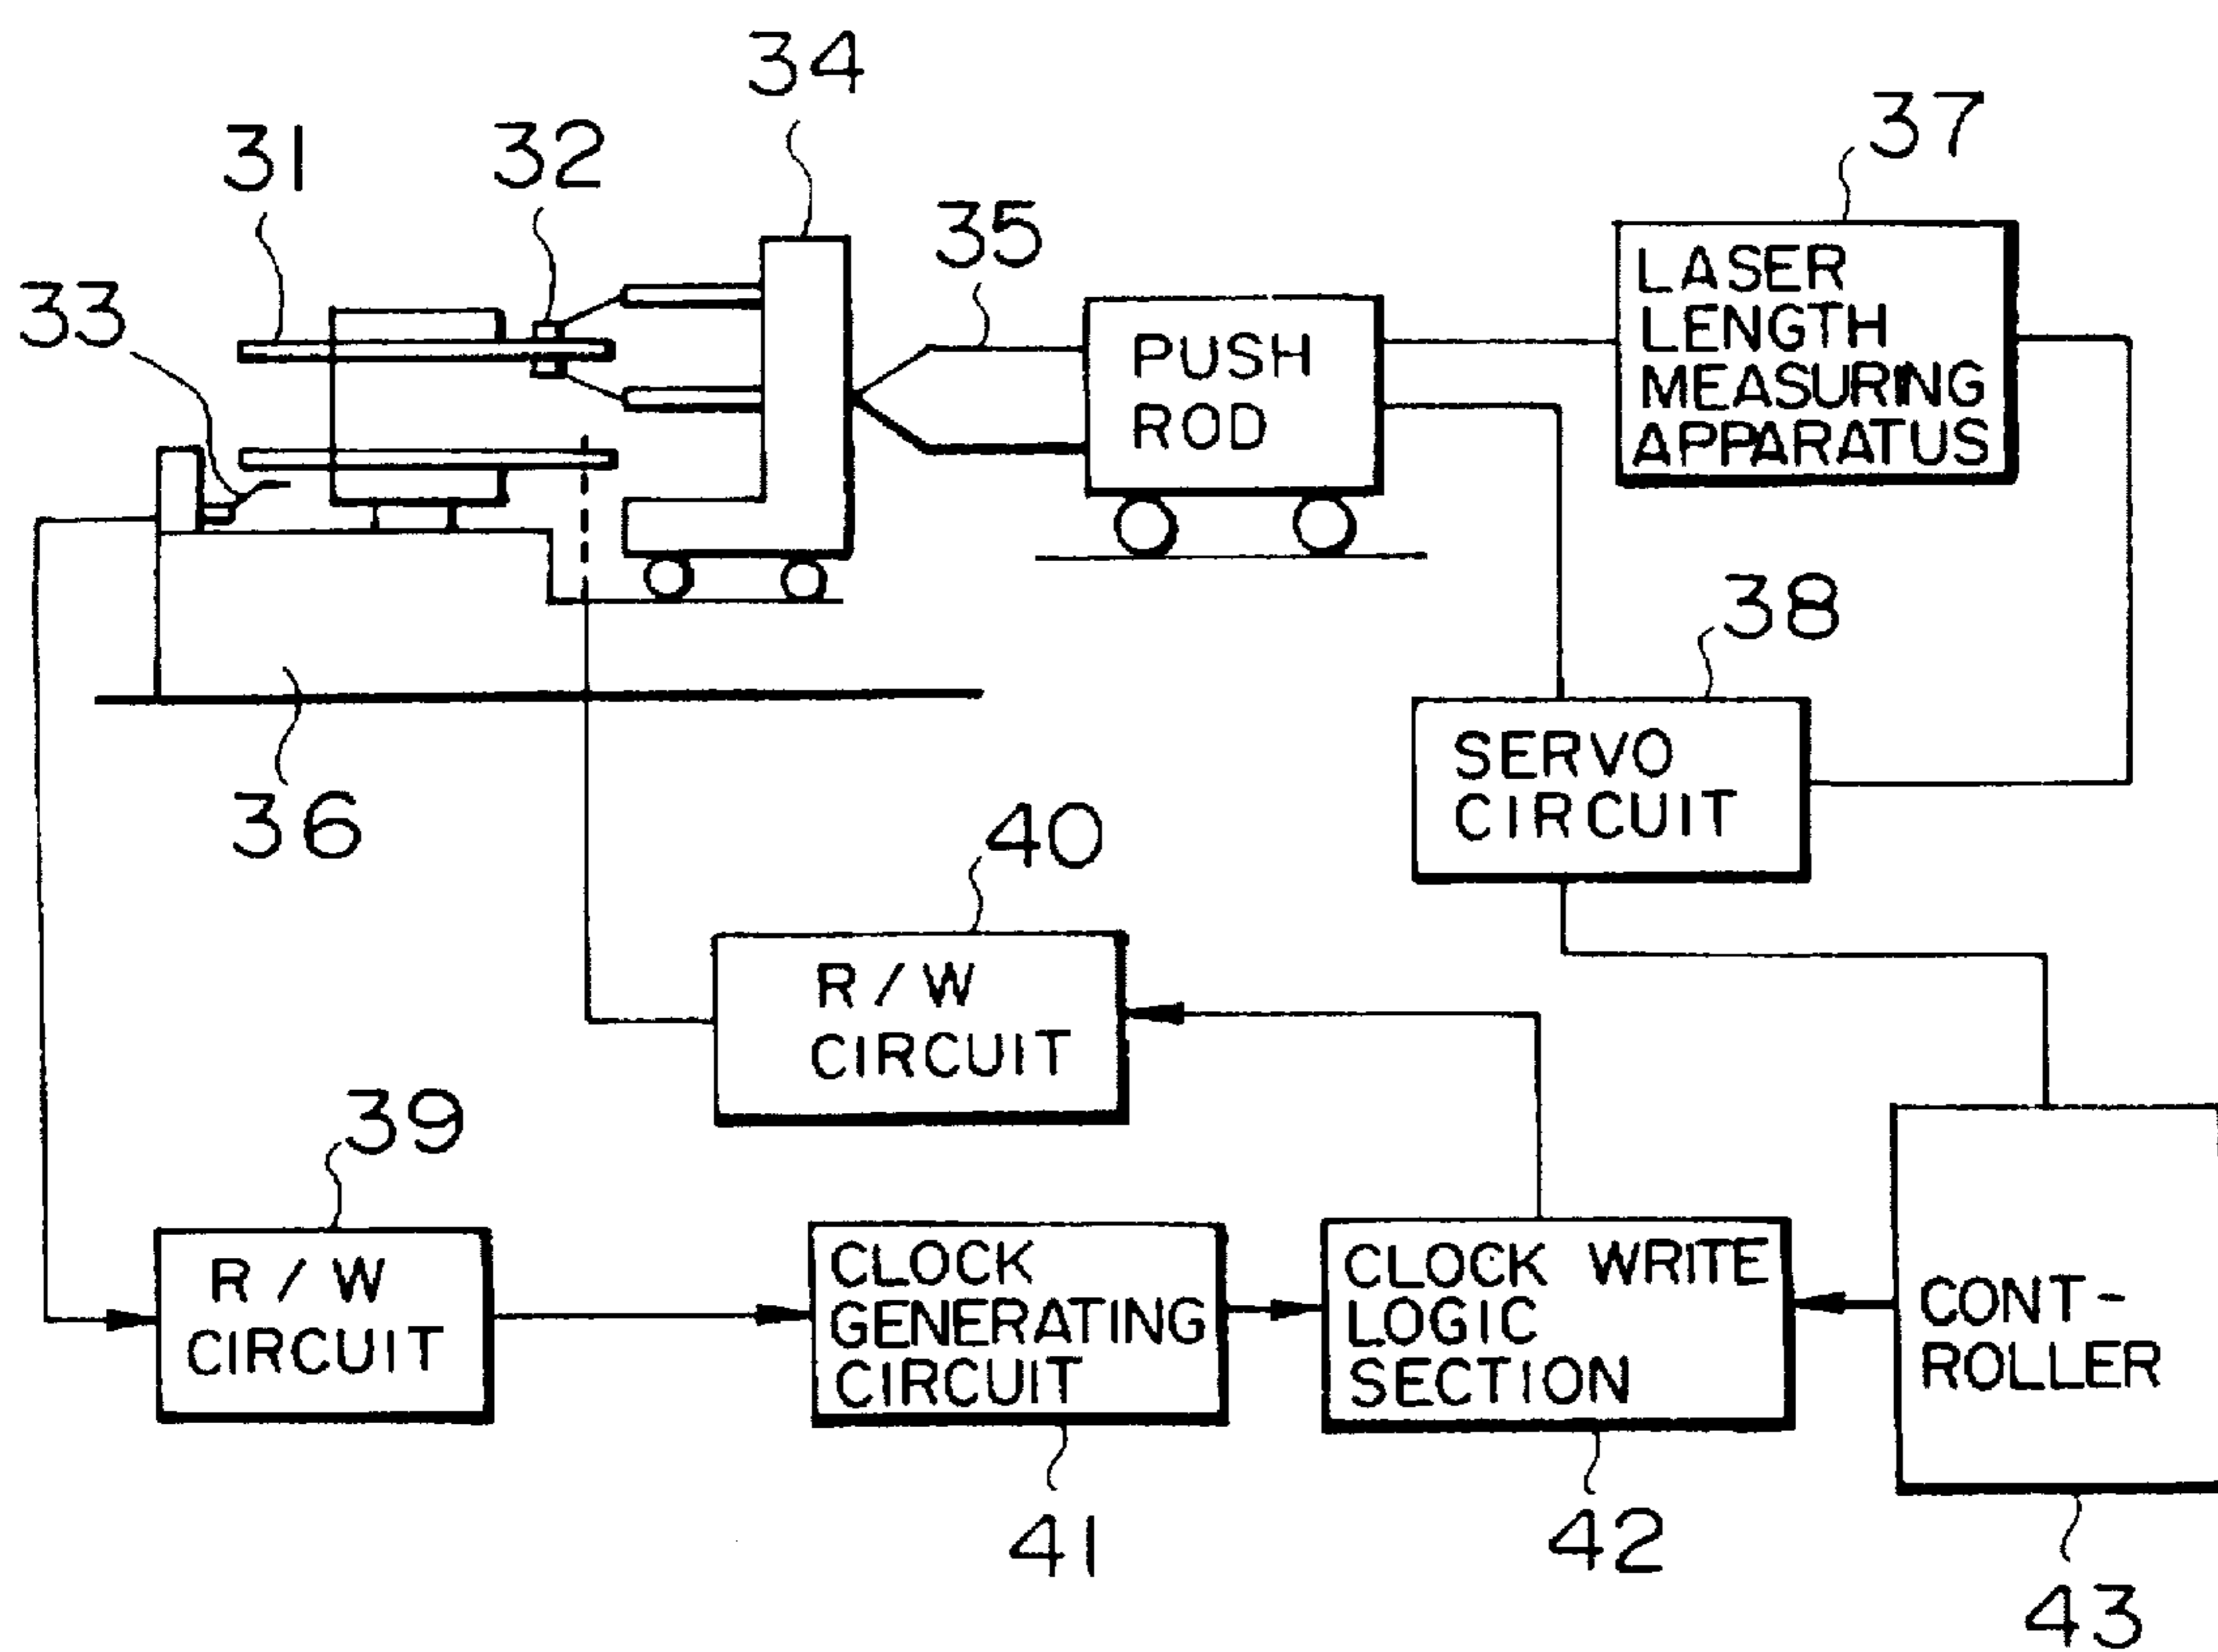 34
37
31
32
35
33
LASER
LENGTH
MEASURING
APPARATUS
PUSH
ROD
38
SERVO
CIRCUIT
36
40
R/W
CIRCUIT
39
R/W
CIRCUIT
CLOCK
GENERATING
CIRCUIT
CLOCK WRITE
LOGIC
SECTION
CONT-
ROLLER
41
42
43